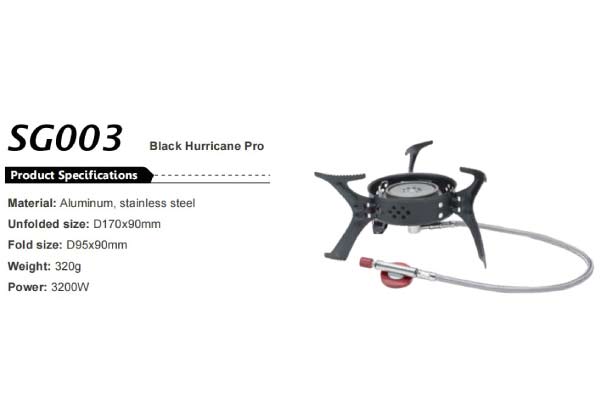 SG003 Black Hurricane Pro
Product Specifications
Material: Aluminum, stainless steel
Unfolded size: D170x90mm
Fold size: D95x90mm
Weight: 320g
Power: 3200W